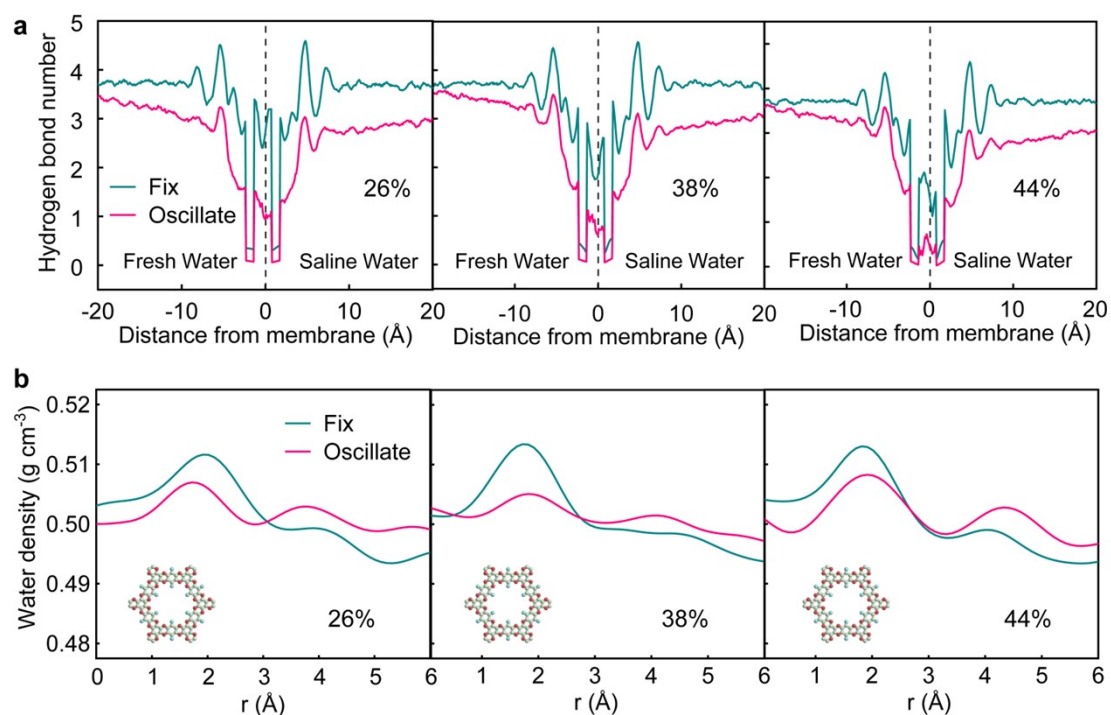 a
Hydrogen bond number
5
4
3
2
1
0
Fix
Oscillate
26%
38%
44%
Fresh Water
Saline Water
Fresh Water
Saline Water
Fresh Water
Saline Water
-20 -10 0 10 20 -10 0 10 20 -10 0 10 20
Distance from membrane (Å)
Distance from membrane (Å)
Distance from membrane (Å)
b
Water density (g cm⁻³)
0.52
0.51
0.50
0.49
0.48
Fix
Oscillate
26%
38%
44%
0 1 2 3 4 5 6 1 2 3 4 5 6 1 2 3 4 5 6
r (Å)
r (Å)
r (Å)